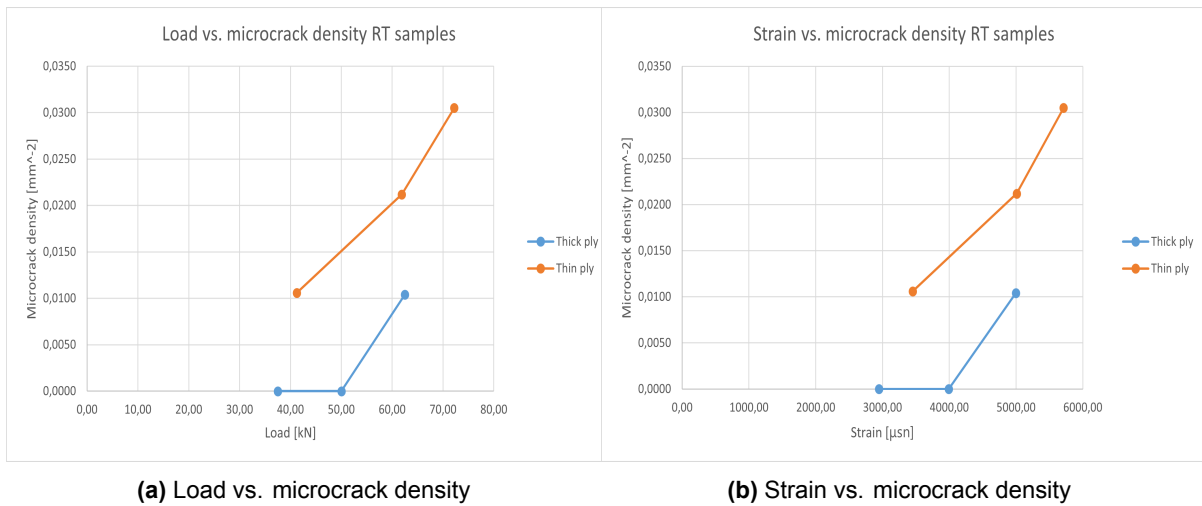 Load vs. microcrack density RT samples
Microcrack density [mm^-2]
0,0350
0,0300
0,0250
0,0200
0,0150
0,0100
0,0050
0,0000
0,00 10,00 20,00 30,00 40,00 50,00 60,00 70,00 80,00
Load [kN]
Thick ply
Thin ply
(a) Load vs. microcrack density
Strain vs. microcrack density RT samples
Microcrack density [mm^-2]
0,0350
0,0300
0,0250
0,0200
0,0150
0,0100
0,0050
0,0000
0,00 1000,00 2000,00 3000,00 4000,00 5000,00 6000,00
Strain [µsn]
Thick ply
Thin ply
(b) Strain vs. microcrack density